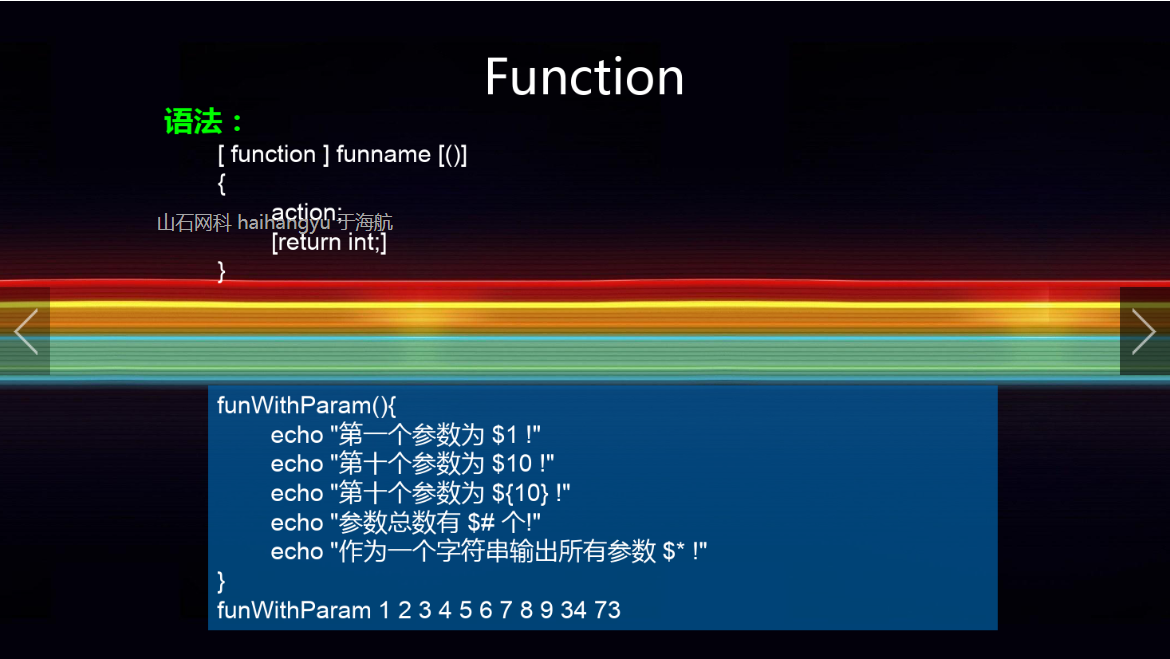 Function
语法：
[ function ] funname [()]
{
action;
山石网科 haihangyu 于海航
[return int;]
}
funWithParam(){
echo "第一个参数为 $1 !"
echo "第十个参数为 $10 !"
echo "第十个参数为 ${10} !"
echo "参数总数有 $# 个!"
echo "作为一个字符串输出所有参数 $* !"
}
funWithParam 1 2 3 4 5 6 7 8 9 34 73